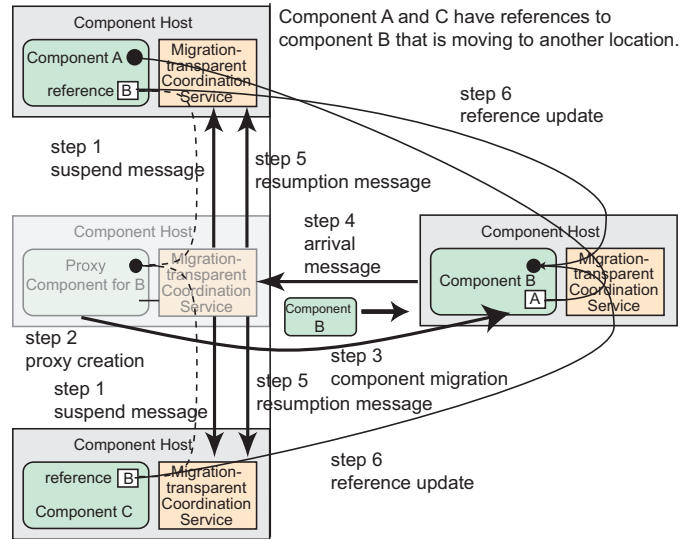 Component Host
Component A
reference B
Migration-
transparent
Coordination
Service
Component A and C have references to
component B that is moving to another location.
step 6
reference update
step 1
suspend message
step 5
resumption message
Component Host
Proxy
Component for B
Migration-
transparent
Coordination
Service
step 4
arrival
message
Component Host
Component B
A
Migration-
transparent
Coordination
Service
Component
B
step 2
proxy creation
step 3
component migration
step 1
suspend message
step 5
resumption message
Component Host
reference B
Component C
Migration-
transparent
Coordination
Service
step 6
reference update